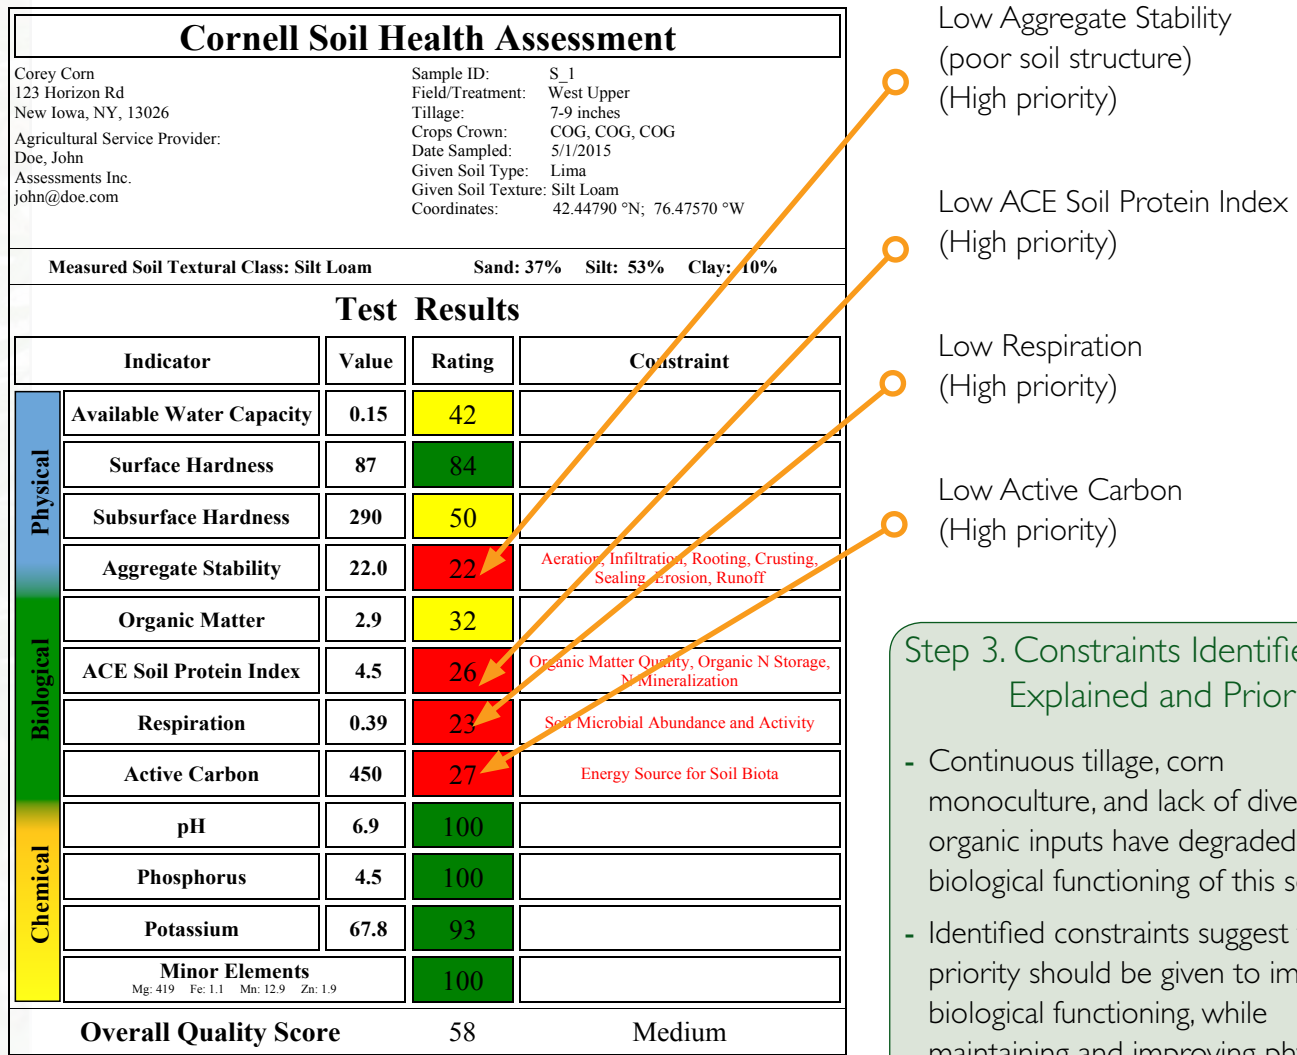 Cornell Soil Health Assessment
Corey Corn
123 Horizon Rd
New Iowa, NY, 13026
Agricultural Service Provider:
Doe, John
Assessments Inc.
john@doe.com
Sample ID: S_1
Field/Treatment: West Upper
Tillage: 7-9 inches
Crops Crown: COG, COG, COG
Date Sampled: 5/1/2015
Given Soil Type: Lima
Given Soil Texture: Silt Loam
Coordinates: 42.44790 °N; 76.47570 °W
Measured Soil Textural Class: Silt Loam Sand: 37% Silt: 53% Clay: 10%
Test Results
Indicator Value Rating Constraint
Physical
Available Water Capacity 0.15 42
Surface Hardness 87 84
Subsurface Hardness 290 50
Aggregate Stability 22.0 22 Aeration, Infiltration, Rooting, Crusting,
Sealing, Erosion, Runoff
Biological
Organic Matter 2.9 32
ACE Soil Protein Index 4.5 26 Organic Matter Quality, Organic N Storage,
N Mineralization
Respiration 0.39 23 Soil Microbial Abundance and Activity
Active Carbon 450 27 Energy Source for Soil Biota
Chemical
pH 6.9 100
Phosphorus 4.5 100
Potassium 67.8 93
Minor Elements 100
Mg: 419 Fe: 1.1 Mn: 12.9 Zn: 1.9
Overall Quality Score 58 Medium
Low Aggregate Stability
(poor soil structure)
(High priority)
Low ACE Soil Protein Index
(High priority)
Low Respiration
(High priority)
Low Active Carbon
(High priority)
Step 3. Constraints
Explained and
- Continuous tillage, corn
monoculture, and lack of
organic inputs have degraded
biological functioning of this
- Identified constraints suggest
priority should be given to
biological functioning, while
maintaining and improving